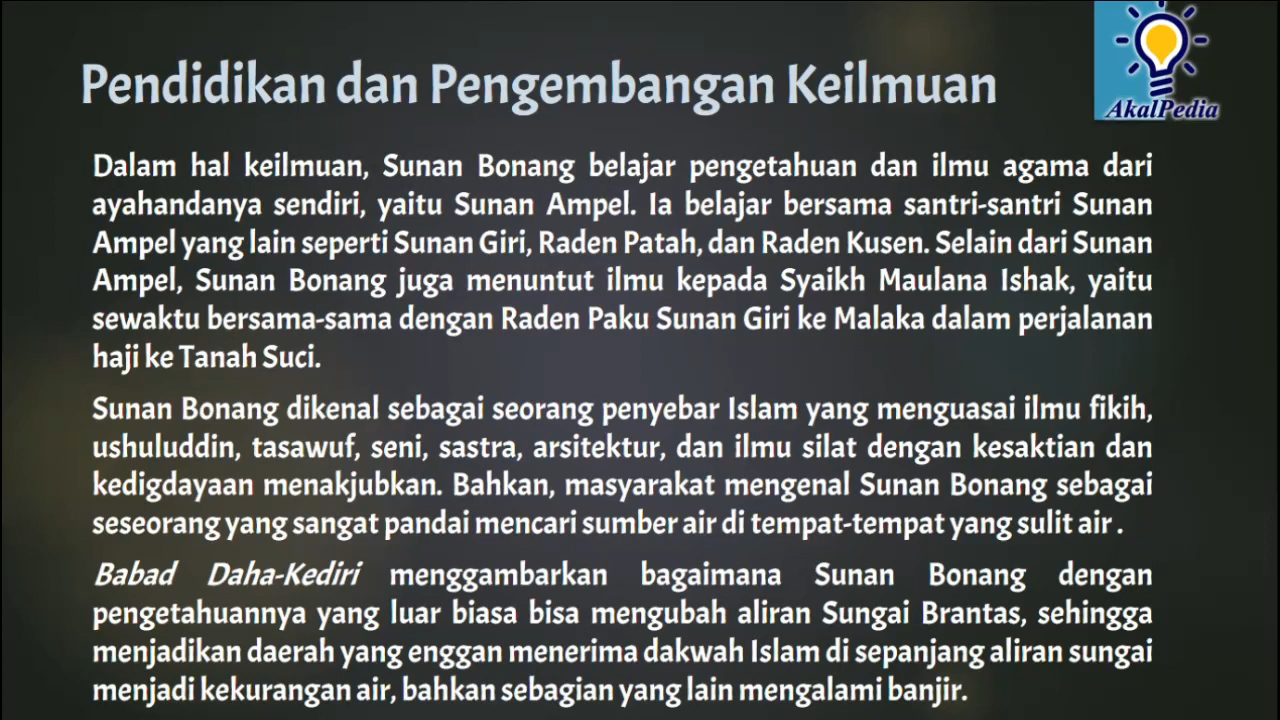 AkalPedia
Pendidikan dan Pengembangan Keilmuan
Dalam hal keilmuan, Sunan Bonang belajar pengetahuan dan ilmu agama dari
ayahandanya sendiri, yaitu Sunan Ampel. Ia belajar bersama santri-santri Sunan
Ampel yang lain seperti Sunan Giri, Raden Patah, dan Raden Kusen. Selain dari Sunan
Ampel, Sunan Bonang juga menuntut ilmu kepada Syaikh Maulana Ishak, yaitu
sewaktu bersama-sama dengan Raden Paku Sunan Giri ke Malaka dalam perjalanan
haji ke Tanah Suci.
Sunan Bonang dikenal sebagai seorang penyebar Islam yang menguasai ilmu fikih,
ushuluddin, tasawuf, seni, sastra, arsitektur, dan ilmu silat dengan kesaktian dan
kedigdayaan menakjubkan. Bahkan, masyarakat mengenal Sunan Bonang sebagai
seseorang yang sangat pandai mencari sumber air di tempat-tempat yang sulit air .
Babad Daha-Kediri menggambarkan bagaimana Sunan Bonang dengan
pengetahuannya yang luar biasa bisa mengubah aliran Sungai Brantas, sehingga
menjadikan daerah yang enggan menerima dakwah Islam di sepanjang aliran sungai
menjadi kekurangan air, bahkan sebagian yang lain mengalami banjir.